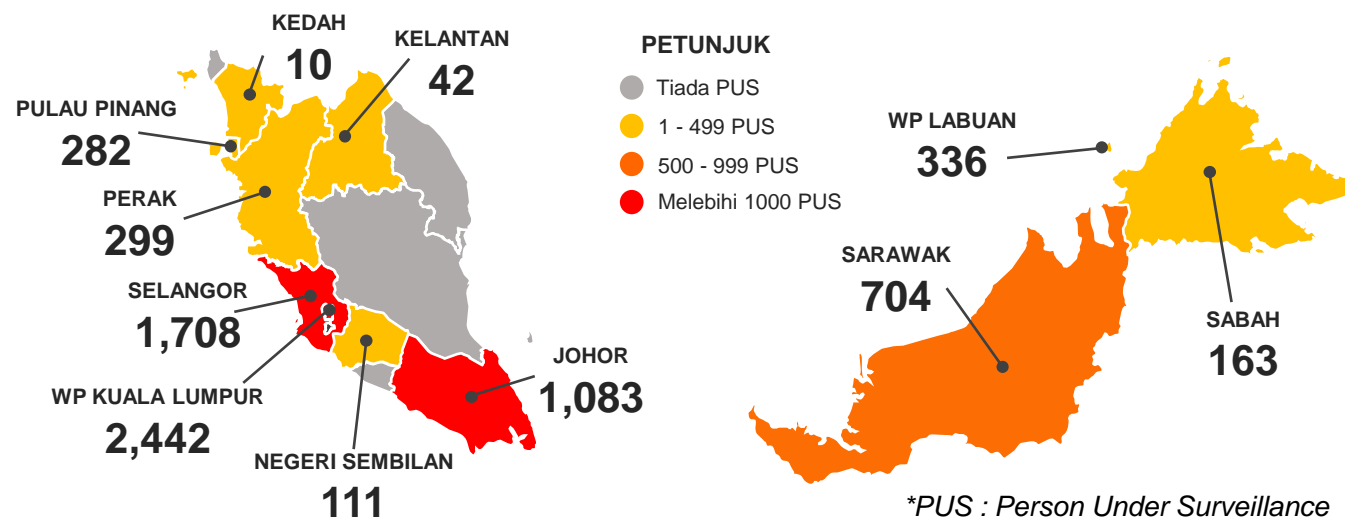 KEDAH
10
KELANTAN
42
PULAU PINANG
282
PERAK
299
SELANGOR
1,708
WP KUALA LUMPUR
2,442
NEGERI SEMBILAN
111
JOHOR
1,083
PETUNJUK
Tiada PUS
1 - 499 PUS
500 - 999 PUS
Melebihi 1000 PUS
WP LABUAN
336
SARAWAK
704
SABAH
163
*PUS : Person Under Surveillance